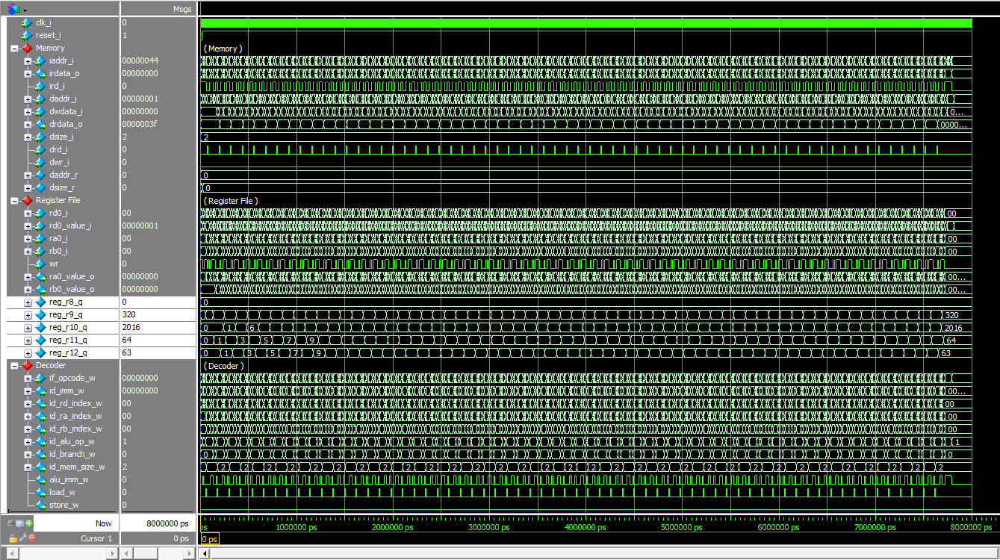 Msgs
clk_i 0
reset_i 1
Memory (Memory)
iaddr_i 00000044
irdata_o 00000000
ird_i 0
daddr_i 00000001
dwdata_i 00000000 0...
drdata_o 0000003f 0000...
dsize_i 2 2
drd_i 0
dwr_i 0
daddr_r 0 0
dsize_r 0 0
Register File (Register File)
rd0_i 00 00
rd0_value_i 00000001
ra0_i 00 00
rb0_i 00 00
wr 0
ra0_value_o 00000000 00...
rb0_value_o 00000000 00...
reg_r8_q 0 0
reg_r9_q 320 320
reg_r10_q 2016 0 1 6 2016
reg_r11_q 64 0 1 3 5 7 9 64
reg_r12_q 63 0 1 3 5 7 9 63
Decoder (Decoder)
if_opcode_w 00000000
id_imm_w 00000000 00...
id_rd_index_w 00 00
id_ra_index_w 00 00
id_rb_index_w 00 00
id_alu_op_w 1 1
id_branch_w 0 0 0
id_mem_size_w 2 2 2 2 2 2 2 2 2 2 2 2 2 2 2 2 2 2 2 2 2 2 2 2 2 2 2 2 2 2 2 2 2
alu_imm_w 0
load_w 0
store_w 0
Now 8000000 ps ps 1000000 ps 2000000 ps 3000000 ps 4000000 ps 5000000 ps 6000000 ps 7000000 ps 8000000 ps
Cursor 1 0 ps 0 ps